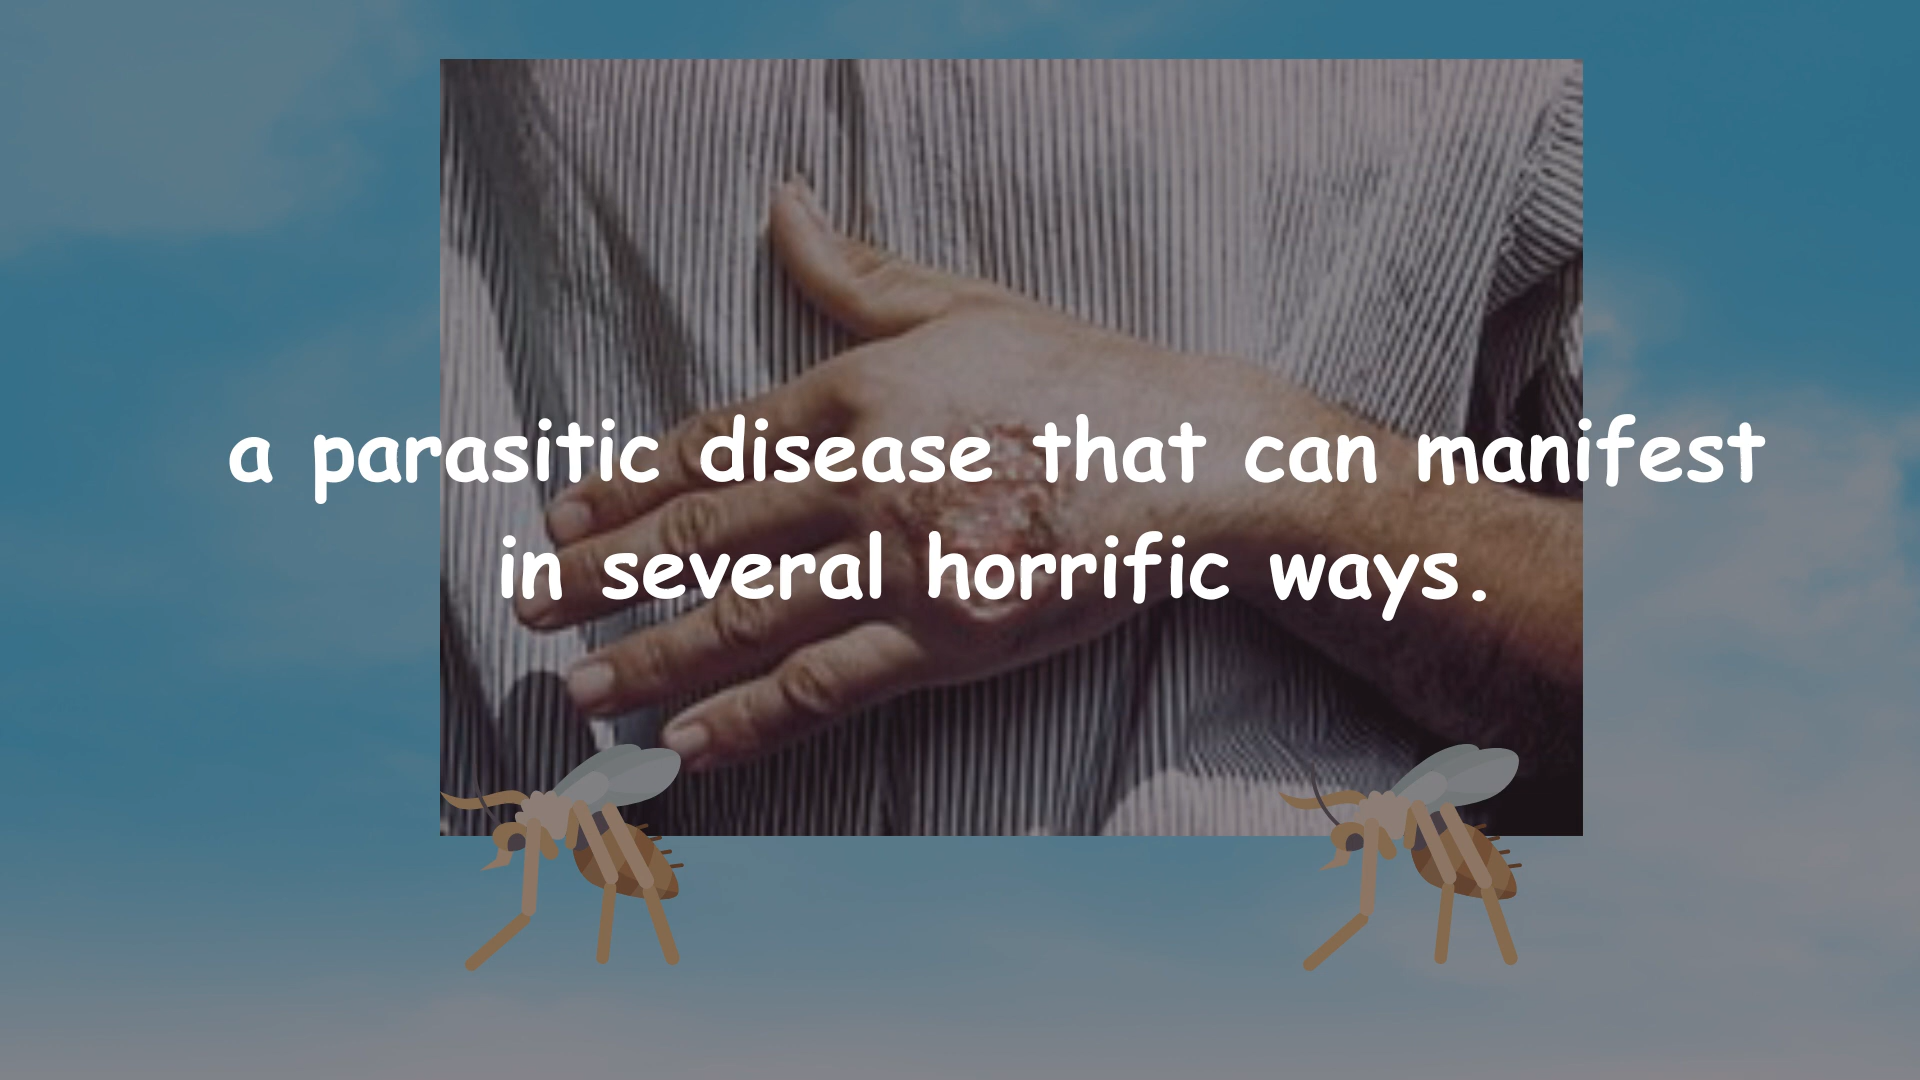 a parasitic disease that can manifest
in several horrific ways.